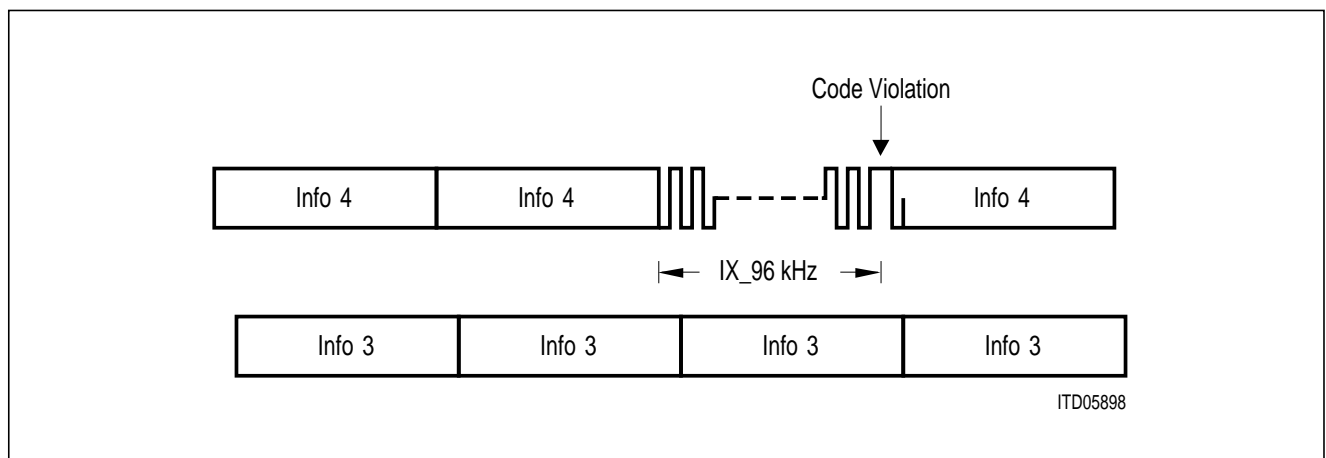 Code Violation
Info 4 Info 4 Info 4
IX_96 kHz
Info 3 Info 3 Info 3 Info 3
ITD05898